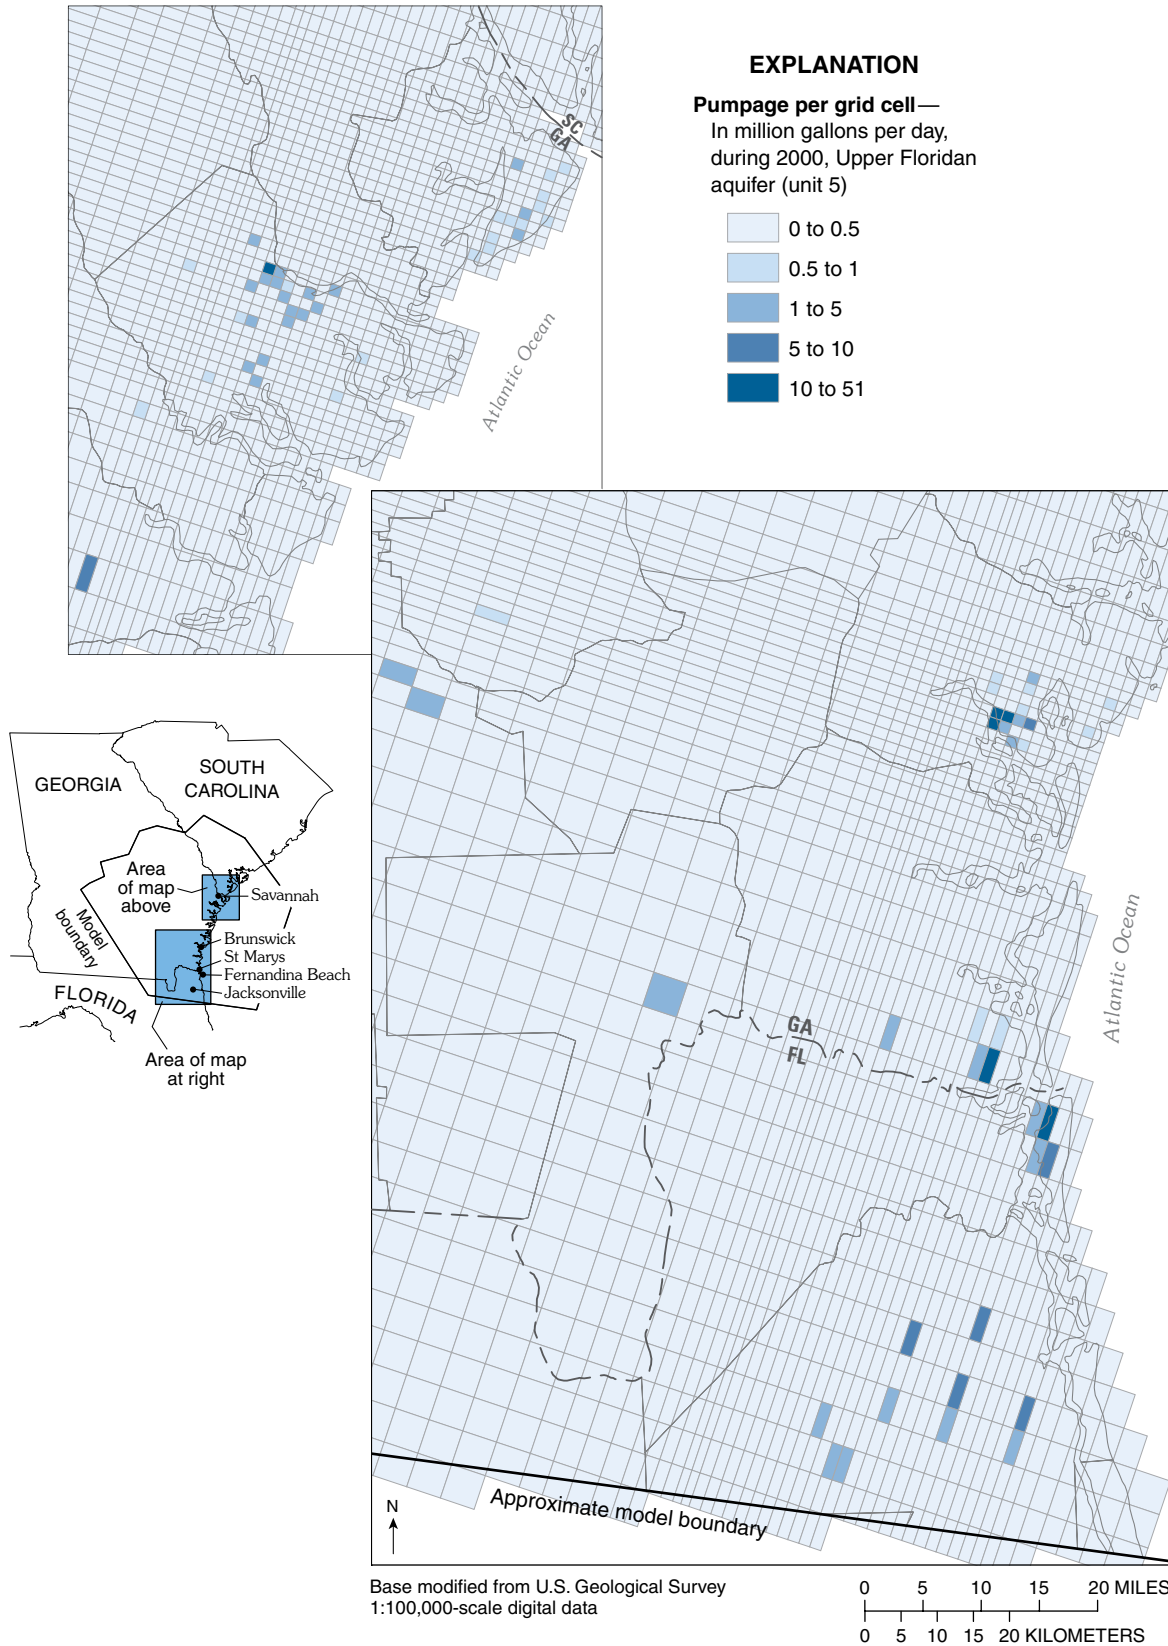 EXPLANATION
Pumpage per grid cell—
In million gallons per day,
during 2000, Upper Floridan
aquifer (unit 5)
0 to 0.5
0.5 to 1
1 to 5
5 to 10
10 to 51
SC
GA
Atlantic Ocean
GEORGIA
SOUTH
CAROLINA
Area
of map
above
Savannah
Model
boundary
Brunswick
St Marys
Fernandina Beach
Jacksonville
FLORIDA
Area of map
at right
GA
FL
Atlantic Ocean
N
Approximate model boundary
Base modified from U.S. Geological Survey
1:100,000-scale digital data
0 5 10 15 20 MILES
0 5 10 15 20 KILOMETERS